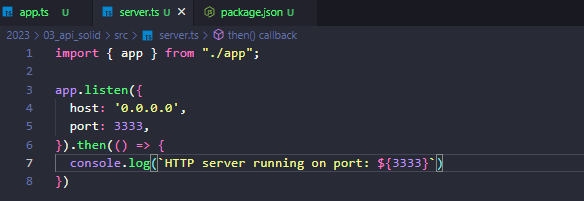 app.ts U server.ts U X package.json U
2023 > 03_api_solid > src > TS server.ts > then() callback
1 import { app } from "./app";
2
3 app.listen({
4 host: '0.0.0.0',
5 port: 3333,
6 }).then(() => {
7 console.log(`HTTP server running on port: ${3333}`)
8 })